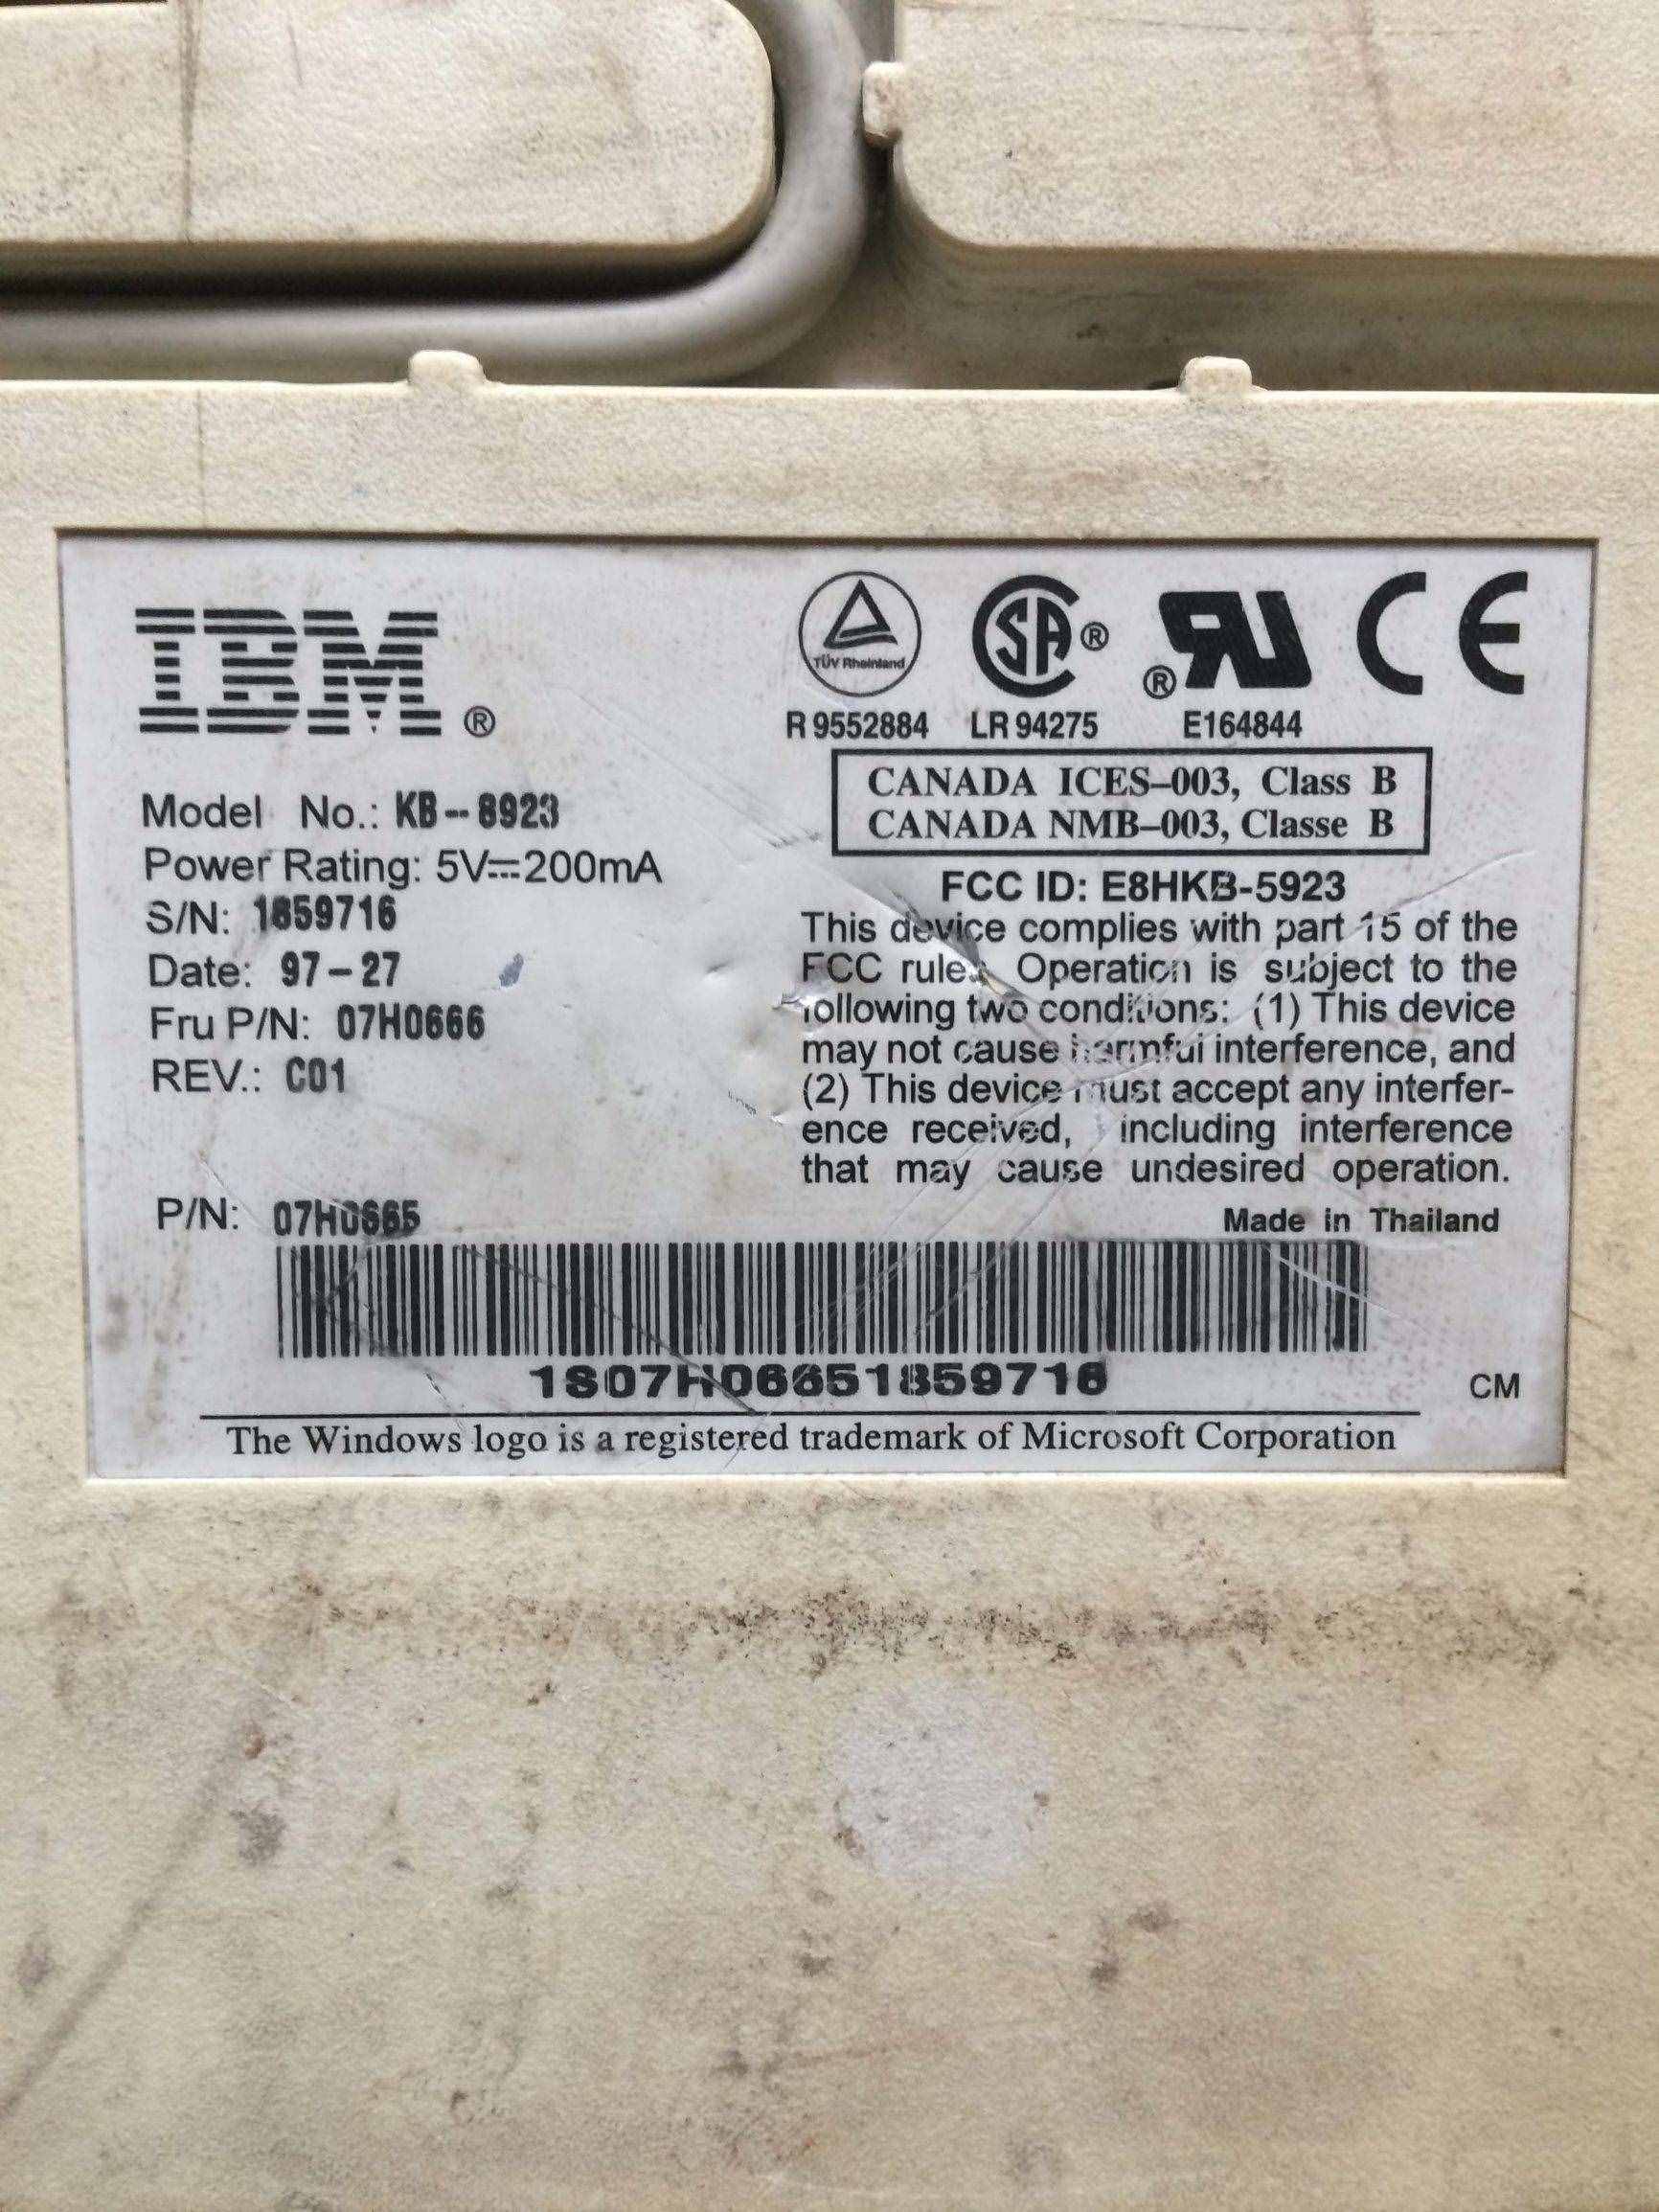 IBM®
TÜV Rheinland
SA®
®
CE
R 9552884 LR 94275 E164844
Model No.: KB-8923
Power Rating: 5V⎓200mA
S/N: 1859716
Date: 97-27
Fru P/N: 07H0666
REV.: C01
CANADA ICES-003, Class B
CANADA NMB-003, Classe B
FCC ID: E8HKB-5923
This device complies with part 15 of the
FCC rules. Operation is subject to the
following two conditions: (1) This device
may not cause harmful interference, and
(2) This device must accept any interfer-
ence received, including interference
that may cause undesired operation.
P/N: 07H0665
Made in Thailand
1S07H06651859716
CM
The Windows logo is a registered trademark of Microsoft Corporation